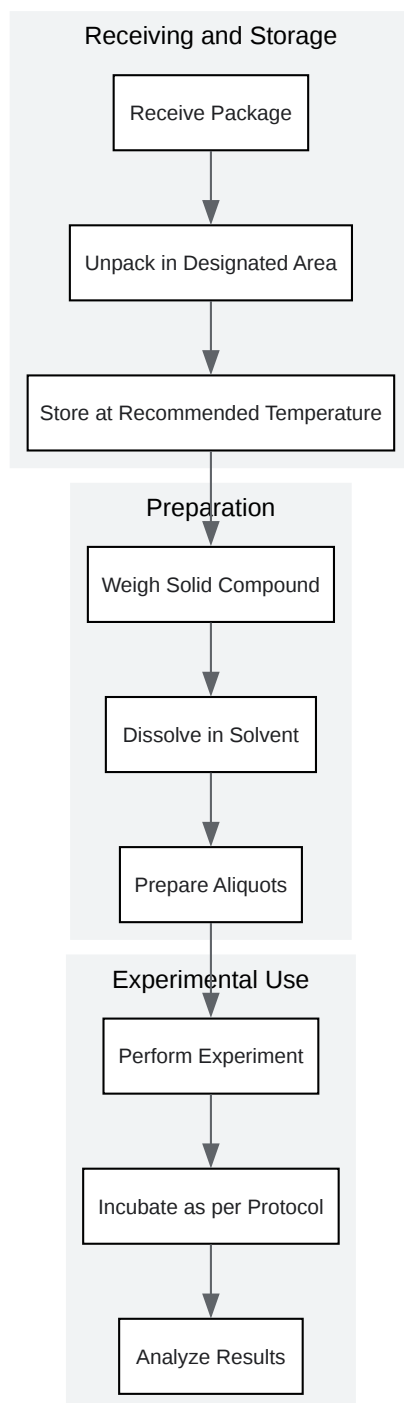 Receiving and Storage
Receive Package
Unpack in Designated Area
Store at Recommended Temperature
Preparation
Weigh Solid Compound
Dissolve in Solvent
Prepare Aliquots
Experimental Use
Perform Experiment
Incubate as per Protocol
Analyze Results